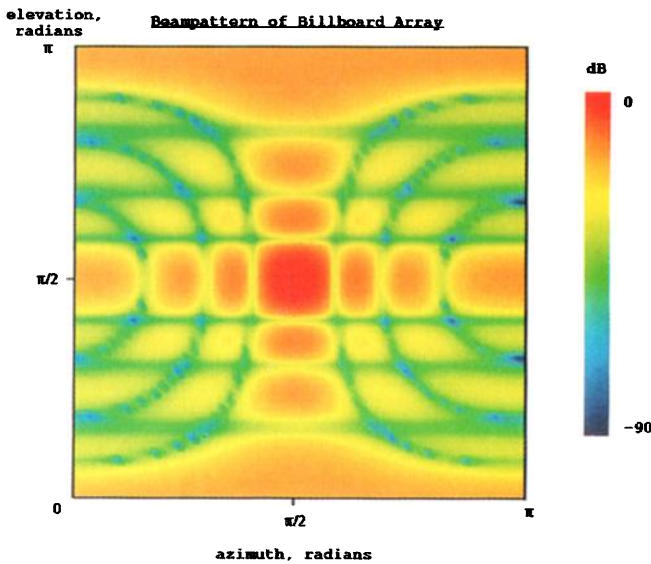 elevation,
radians
Beampattern of Billboard Array
π
dB
0
π/2
-90
0
π/2
π
azimuth, radians